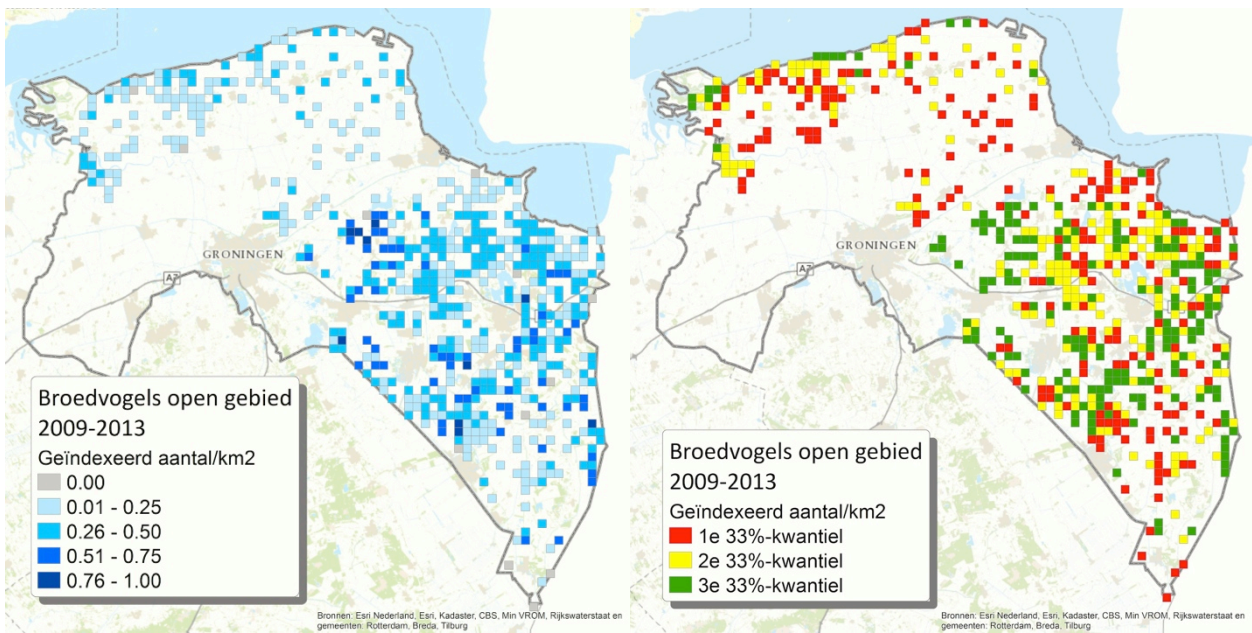 GRONINGEN
A7
Broedvogels open gebied
2009-2013
Geïndexeerd aantal/km2
0.00
0.01 - 0.25
0.26 - 0.50
0.51 - 0.75
0.76 - 1.00
Bronnen: Esri Nederland, Esri, Kadaster, CBS, Min VROM, Rijkswaterstaat en
gemeenten: Rotterdam, Breda, Tilburg
GRONINGEN
A7
Broedvogels open gebied
2009-2013
Geïndexeerd aantal/km2
1e 33%-kwantiel
2e 33%-kwantiel
3e 33%-kwantiel
Bronnen: Esri Nederland, Esri, Kadaster, CBS, Min VROM, Rijkswaterstaat en
gemeenten: Rotterdam, Breda, Tilburg